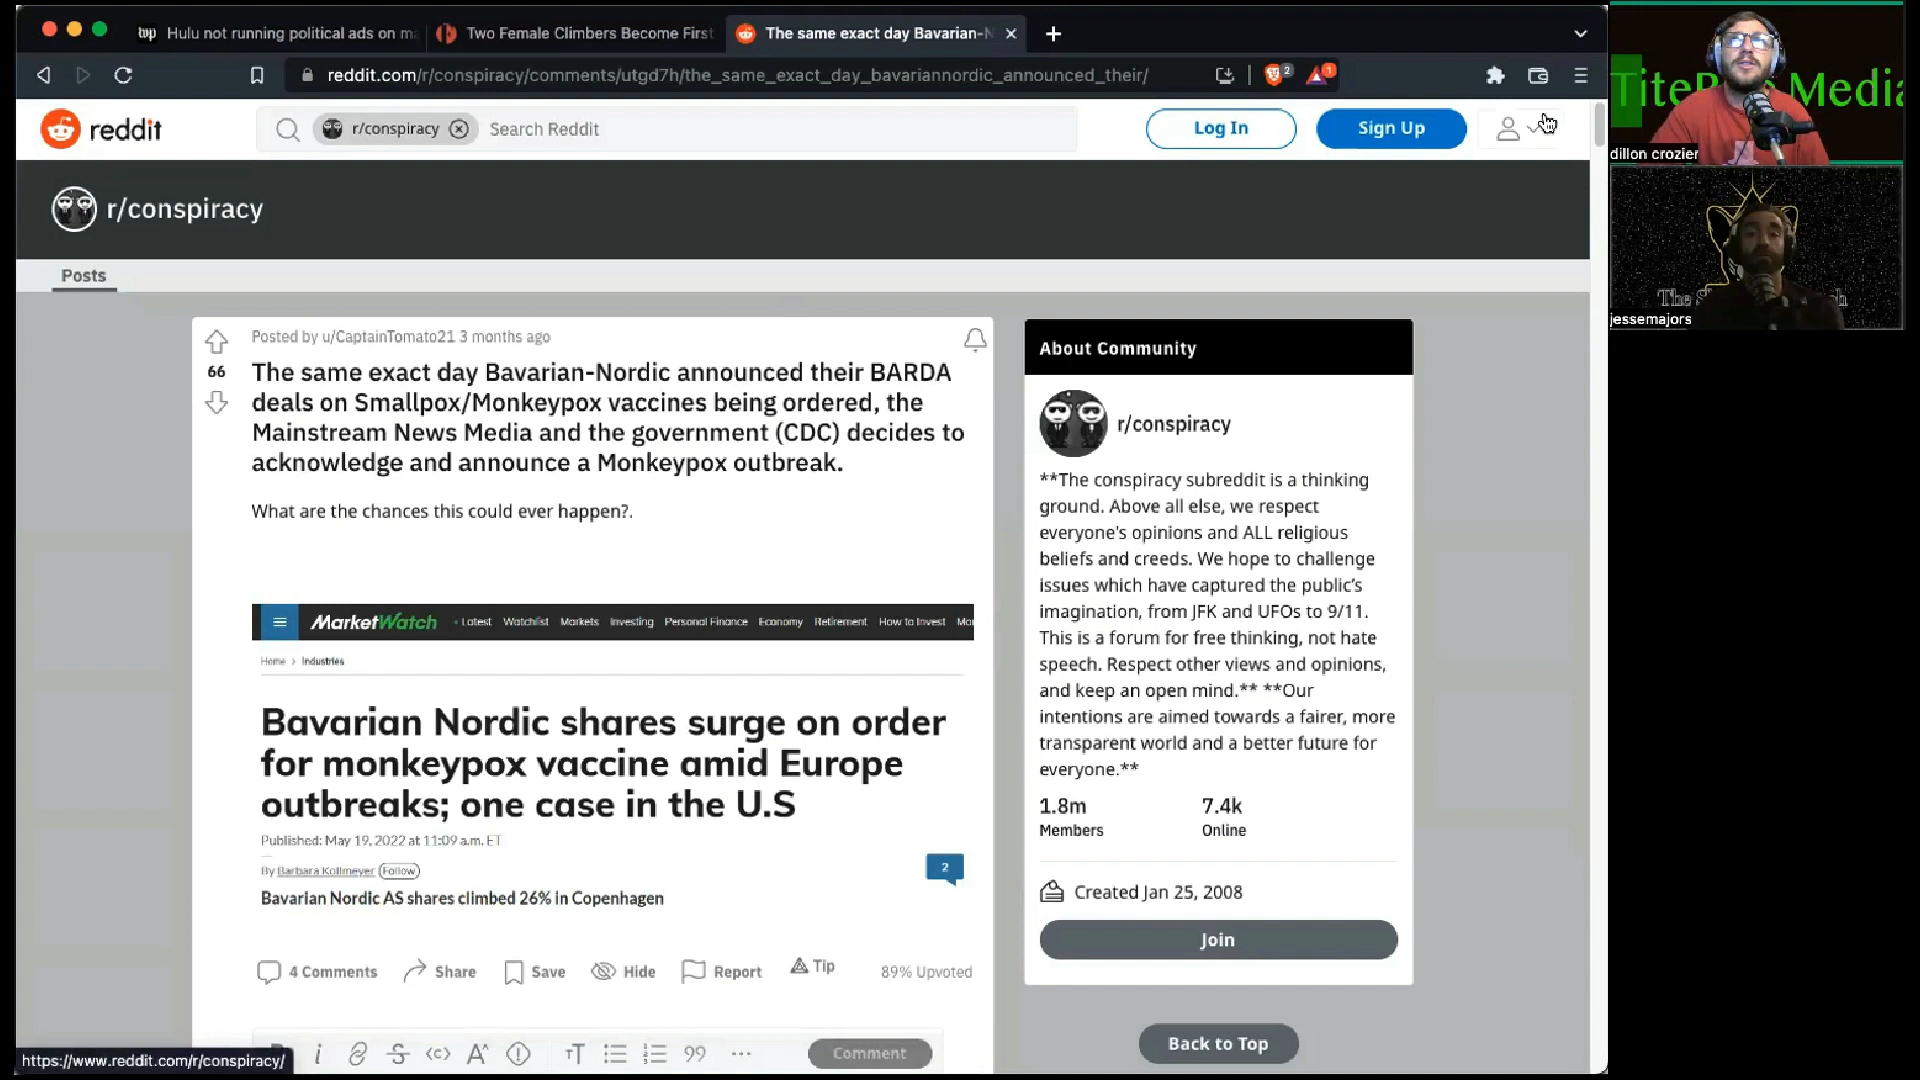 Hulu not running political ads on ma
Two Female Climbers Become First
The same exact day Bavarian-N
reddit.com/r/conspiracy/comments/utgd7h/the_same_exact_day_bavariannordic_announced_their/
2
1
reddit
r/conspiracy
Search Reddit
Log In
Sign Up
r/conspiracy
Posts
Posted by u/CaptainTomato21 3 months ago
66
The same exact day Bavarian-Nordic announced their BARDA
deals on Smallpox/Monkeypox vaccines being ordered, the
Mainstream News Media and the government (CDC) decides to
acknowledge and announce a Monkeypox outbreak.
What are the chances this could ever happen?.
MarketWatch
Latest Watchlist Markets Investing Personal Finance Economy Retirement How to Invest
Home > Industries
Bavarian Nordic shares surge on order
for monkeypox vaccine amid Europe
outbreaks; one case in the U.S
Published: May 19, 2022 at 11:09 a.m. ET
By Barbara Kollmeyer Follow
2
Bavarian Nordic AS shares climbed 26% in Copenhagen
4 Comments Share Save Hide Report Tip 89% Upvoted
Comment
About Community
r/conspiracy
**The conspiracy subreddit is a thinking
ground. Above all else, we respect
everyone's opinions and ALL religious
beliefs and creeds. We hope to challenge
issues which have captured the public's
imagination, from JFK and UFOs to 9/11.
This is a forum for free thinking, not hate
speech. Respect other views and opinions,
and keep an open mind.** **Our
intentions are aimed towards a fairer, more
transparent world and a better future for
everyone.**
1.8m 7.4k
Members Online
Created Jan 25, 2008
Join
Back to Top
https://www.reddit.com/r/conspiracy/
Media
dillon crozier
The
jessemajors